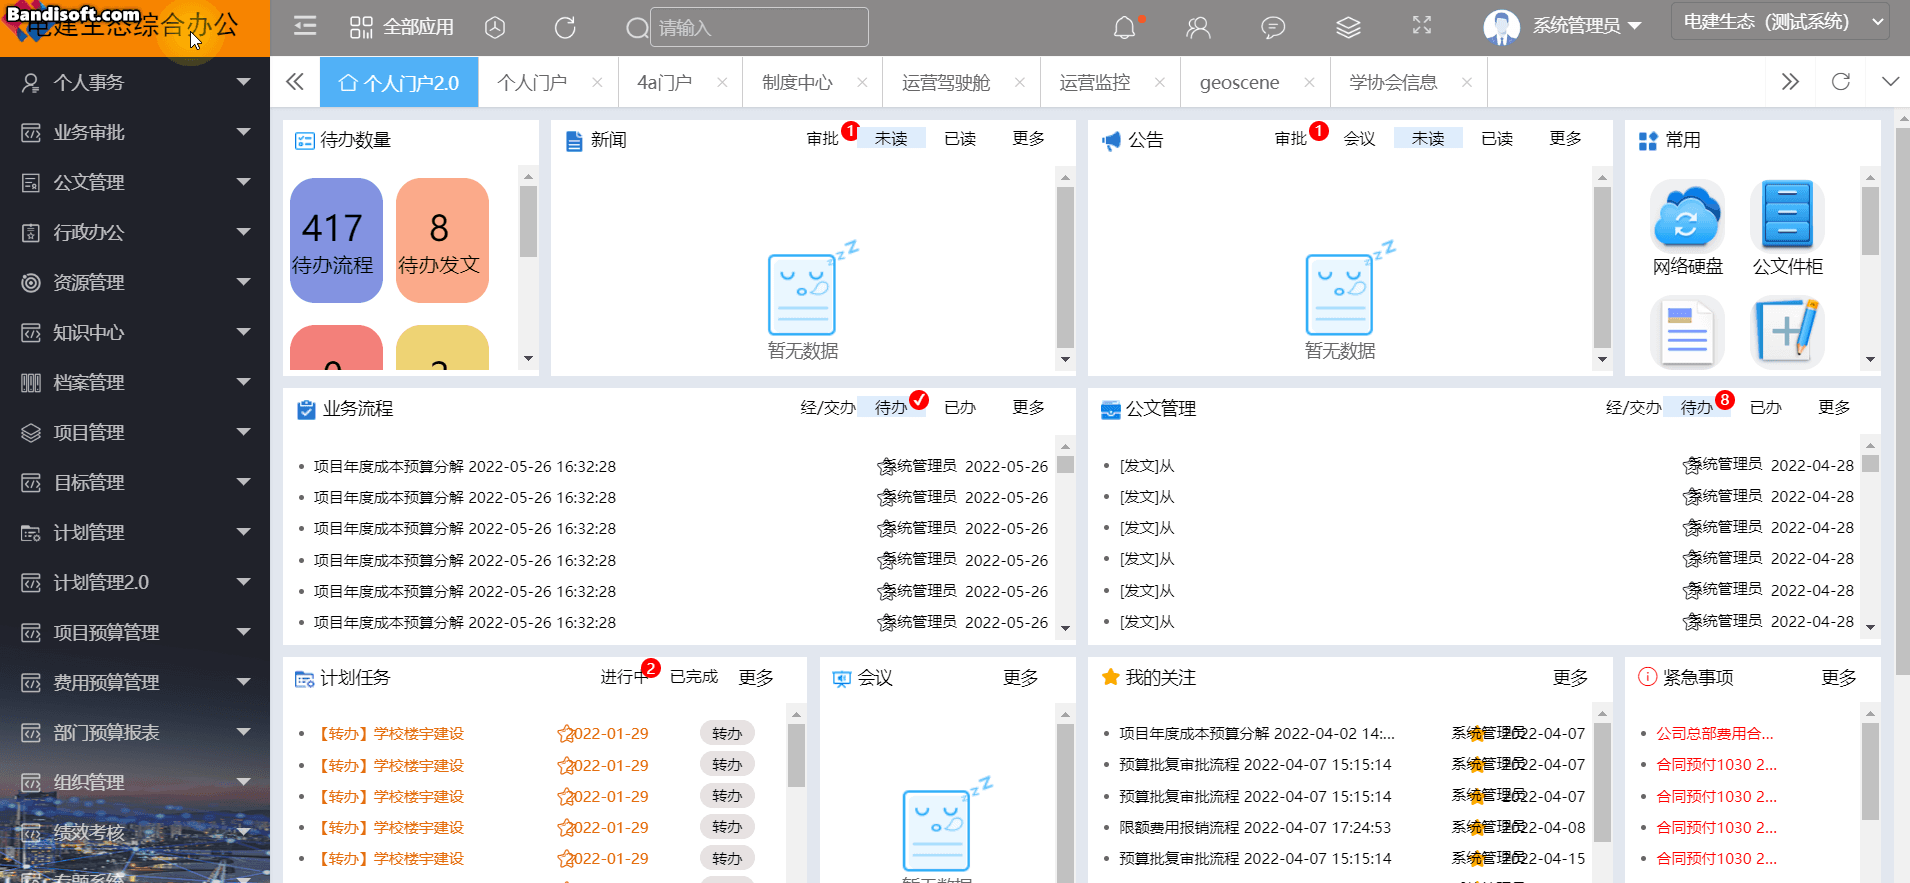 Bandisoft.com
电建生态综合办公
全部应用
请输入
系统管理员
电建生态（测试系统）
个人门户2.0
个人门户
4a门户
制度中心
运营驾驶舱
运营监控
geoscene
学协会信息
个人事务
业务审批
公文管理
行政办公
资源管理
知识中心
档案管理
项目管理
目标管理
计划管理
计划管理2.0
项目预算管理
费用预算管理
部门预算报表
组织管理
绩效考核
专题系统
待办数量
417
待办流程
8
待办发文
新闻
审批 1 未读 已读 更多
暂无数据
公告
审批 1 会议 未读 已读 更多
暂无数据
常用
网络硬盘
公文件柜
业务流程
经/交办 待办 已办 更多
项目年度成本预算分解 2022-05-26 16:32:28 系统管理员 2022-05-26
项目年度成本预算分解 2022-05-26 16:32:28 系统管理员 2022-05-26
项目年度成本预算分解 2022-05-26 16:32:28 系统管理员 2022-05-26
项目年度成本预算分解 2022-05-26 16:32:28 系统管理员 2022-05-26
项目年度成本预算分解 2022-05-26 16:32:28 系统管理员 2022-05-26
项目年度成本预算分解 2022-05-26 16:32:28 系统管理员 2022-05-26
公文管理
经/交办 待办 8 已办 更多
[发文]从 系统管理员 2022-04-28
[发文]从 系统管理员 2022-04-28
[发文]从 系统管理员 2022-04-28
[发文]从 系统管理员 2022-04-28
[发文]从 系统管理员 2022-04-28
[发文]从 系统管理员 2022-04-28
计划任务
进行中 2 已完成 更多
【转办】学校楼宇建设 2022-01-29 转办
【转办】学校楼宇建设 2022-01-29 转办
【转办】学校楼宇建设 2022-01-29 转办
【转办】学校楼宇建设 2022-01-29 转办
【转办】学校楼宇建设 2022-01-29 转办
会议
更多
暂无数据
我的关注
更多
项目年度成本预算分解 2022-04-02 14:... 系统管理员 2022-04-07
预算批复审批流程 2022-04-07 15:15:14 系统管理员 2022-04-07
预算批复审批流程 2022-04-07 15:15:14 系统管理员 2022-04-07
限额费用报销流程 2022-04-07 17:24:53 系统管理员 2022-04-08
预算批复审批流程 2022-04-07 15:15:14 系统管理员 2022-04-15
紧急事项
更多
公司总部费用合...
合同预付1030 2...
合同预付1030 2...
合同预付1030 2...
合同预付1030 2...